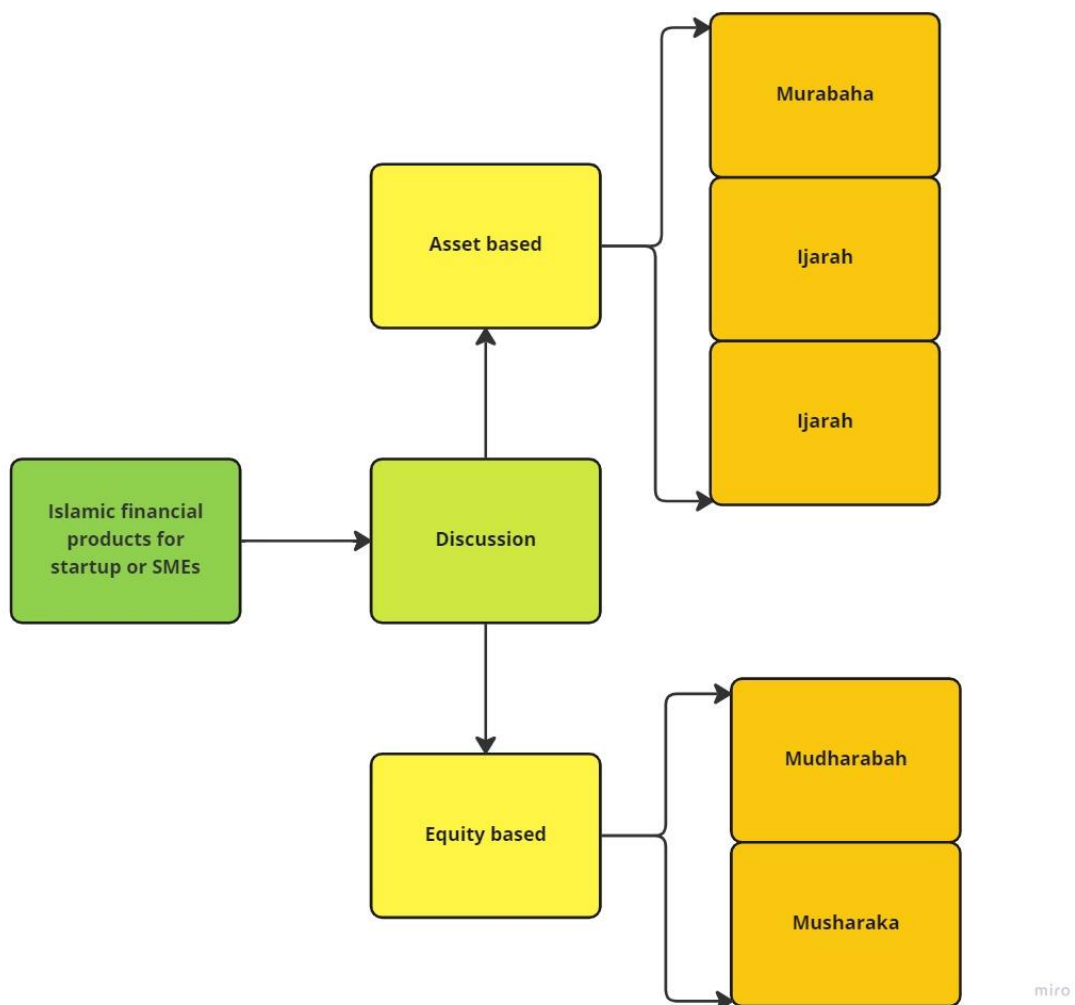 Murabaha
Asset based
Ijarah
Ijarah
Islamic financial
products for
startup or SMEs
Discussion
Equity based
Mudharabah
Musharaka
miro